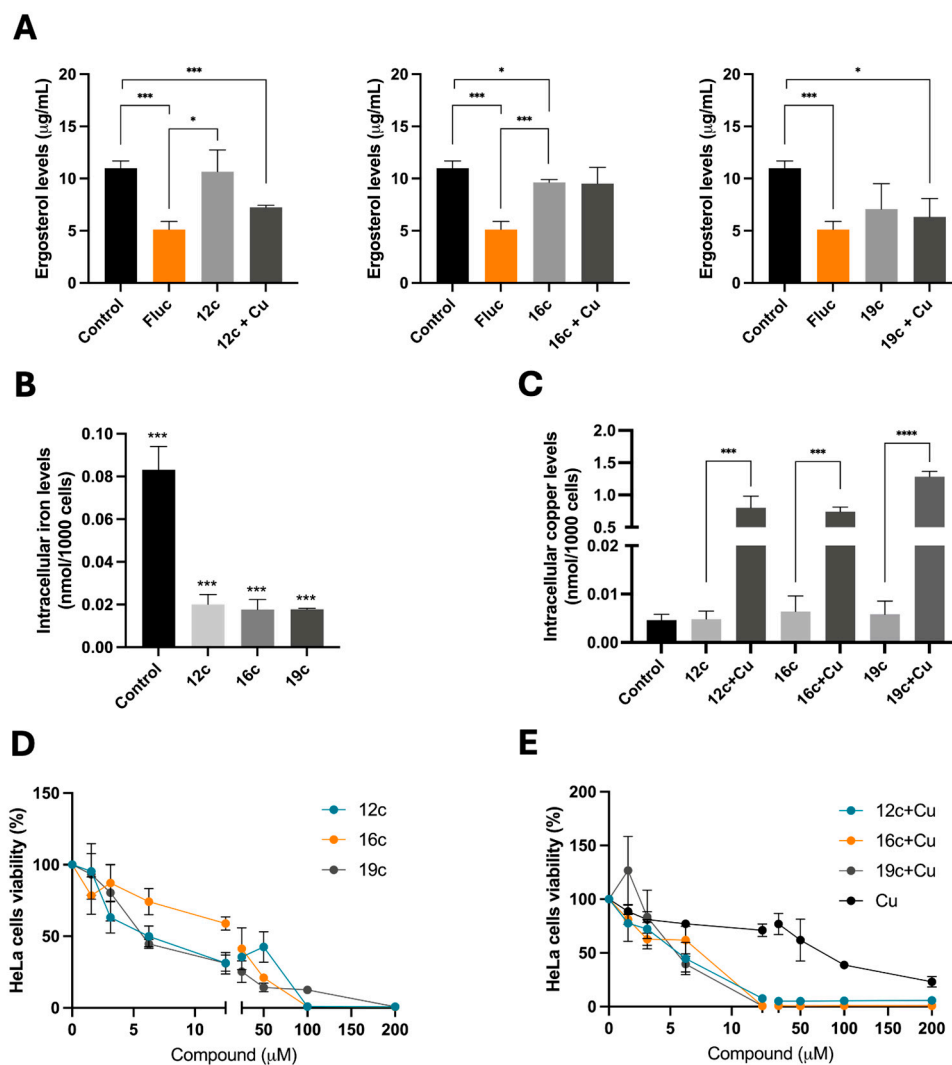 A
Ergosterol levels (μg/mL)
20
15
10
5
0
***
***
*
Control
Fluc
12c
12c + Cu
Ergosterol levels (μg/mL)
20
15
10
5
0
*
***
***
Control
Fluc
16c
16c + Cu
Ergosterol levels (μg/mL)
20
15
10
5
0
*
***
Control
Fluc
19c
19c + Cu
B
Intracellular iron levels
(nmol/1000 cells)
0.10
0.08
0.06
0.04
0.02
0.00
***
***
***
***
Control
12c
16c
19c
C
Intracellular copper levels
(nmol/1000 cells)
2.0
1.5
1.0
0.5
0.02
0.01
0.00
***
***
****
Control
12c
12c+Cu
16c
16c+Cu
19c
19c+Cu
D
HeLa cells viability (%)
150
100
50
0
12c
16c
19c
0 5 10 50 100 150 200
Compound (μM)
E
HeLa cells viability (%)
200
150
100
50
0
12c+Cu
16c+Cu
19c+Cu
Cu
0 5 10 50 100 150 200
Compound (μM)